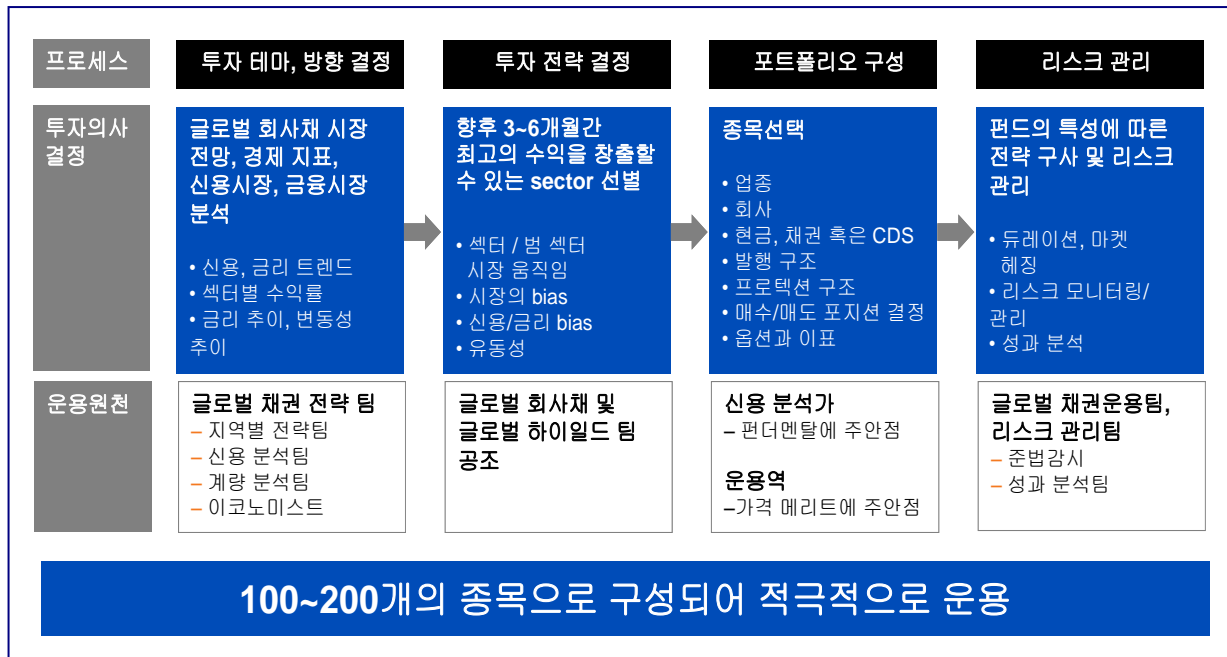 프로세스
투자 테마, 방향 결정
투자 전략 결정
포트폴리오 구성
리스크 관리
투자의사
결정
글로벌 회사채 시장
전망, 경제 지표,
신용시장, 금융시장
분석
• 신용, 금리 트렌드
• 섹터별 수익률
• 금리 추이, 변동성
추이
향후 3~6개월간
최고의 수익을 창출할
수 있는 sector 선별
• 섹터 / 범 섹터
시장 움직임
• 시장의 bias
• 신용/금리 bias
• 유동성
종목선택
• 업종
• 회사
• 현금, 채권 혹은 CDS
• 발행 구조
• 프로텍션 구조
• 매수/매도 포지션 결정
• 옵션과 이표
펀드의 특성에 따른
전략 구사 및 리스크
관리
• 듀레이션, 마켓
헤징
• 리스크 모니터링/
관리
• 성과 분석
운용원천
글로벌 채권 전략 팀
– 지역별 전략팀
– 신용 분석팀
– 계량 분석팀
– 이코노미스트
글로벌 회사채 및
글로벌 하이일드 팀
공조
신용 분석가
– 펀더멘탈에 주안점
운용역
–가격 메리트에 주안점
글로벌 채권운용팀,
리스크 관리팀
– 준법감시
– 성과 분석팀
100~200개의 종목으로 구성되어 적극적으로 운용